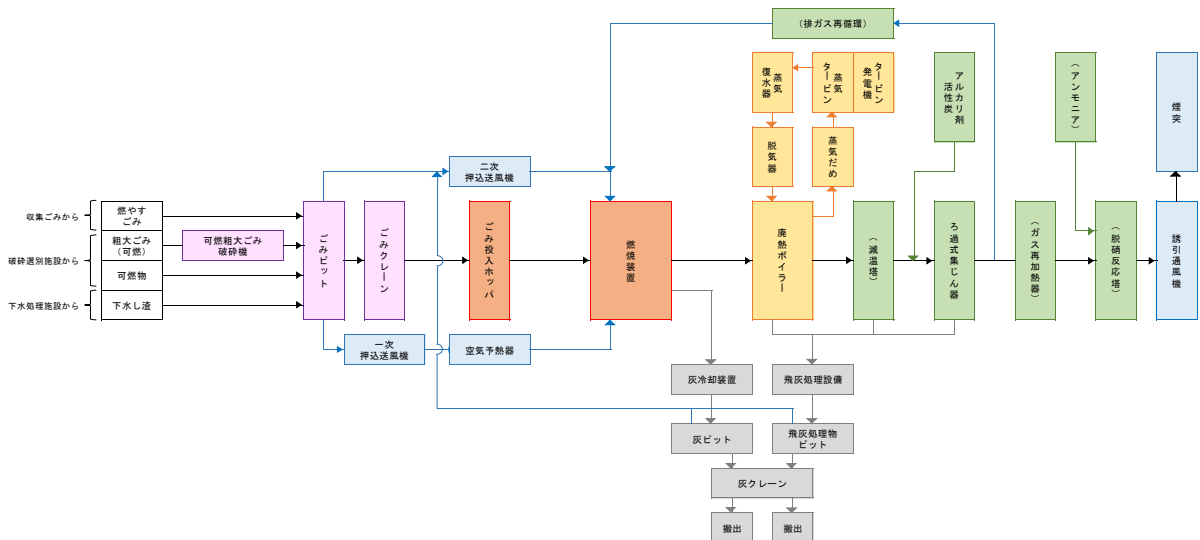 (排ガス再循環)
蒸気
復水器
蒸気
タービン
タービン
発電機
アルカリ剤
活性炭
(アンモニア)
煙突
脱気器
蒸気だめ
二次
押込送風機
収集ごみから
破砕選別施設から
下水処理施設から
燃やす
ごみ
粗大ごみ
(可燃)
可燃物
下水し渣
可燃粗大ごみ
破砕機
ごみピット
ごみクレーン
ごみ投入ホッパ
燃焼装置
廃熱ボイラー
(減温塔)
ろ過式集じん器
(ガス再加熱器)
(脱硝反応塔)
誘引通風機
一次
押込送風機
空気予熱器
灰冷却装置
飛灰処理設備
灰ピット
飛灰処理物
ピット
灰クレーン
搬出
搬出